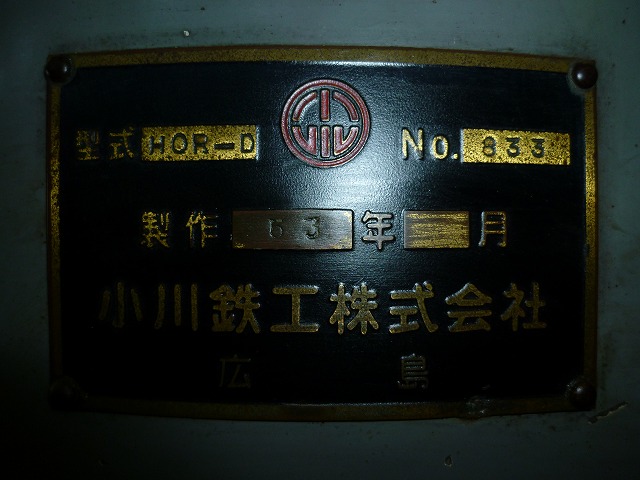 型式 HOR-D No. 833
製作 63 年 月
小川鉄工株式会社
広島